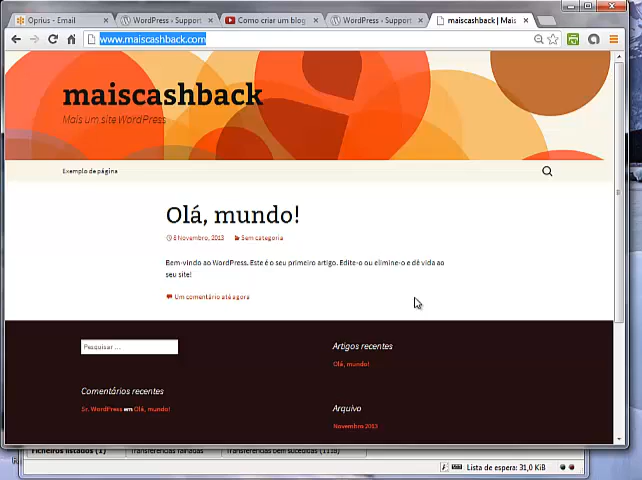 Oprius - Email
WordPress › Support
Como criar um blog
WordPress › Support
maiscashback | Mais
www.maiscashback.com
maiscashback
Mais um site WordPress
Exemplo de página
Olá, mundo!
8 Novembro, 2013
Sem categoria
Bem-vindo ao WordPress. Este é o seu primeiro artigo. Edite-o ou elimine-o e dê vida ao
seu site!
Um comentário até agora
Pesquisar …
Artigos recentes
Olá, mundo!
Comentários recentes
Sr. WordPress em Olá, mundo!
Arquivo
Novembro 2013
Ficheiros listados (1)
Transferências falhadas
Transferências bem sucedidas (1118)
Lista de espera: 31,0 KiB